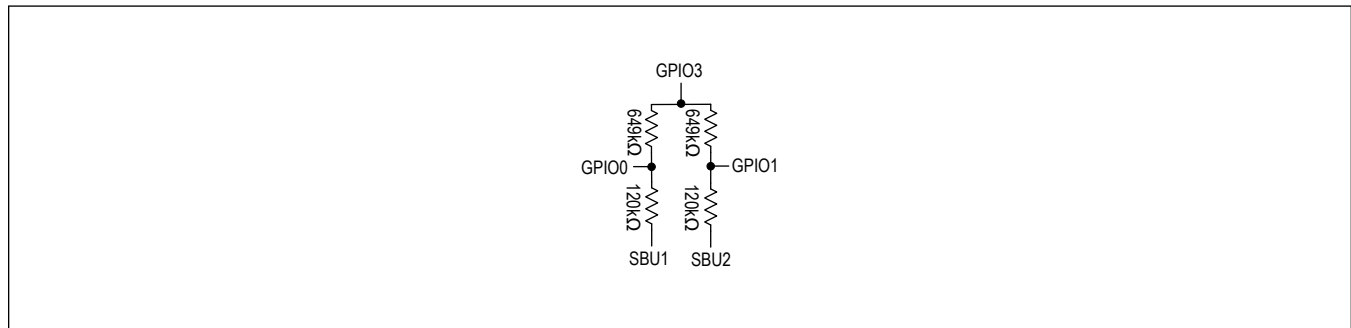 GPIO3
649kΩ 649kΩ
GPIO0 GPIO1
120kΩ 120kΩ
SBU1 SBU2